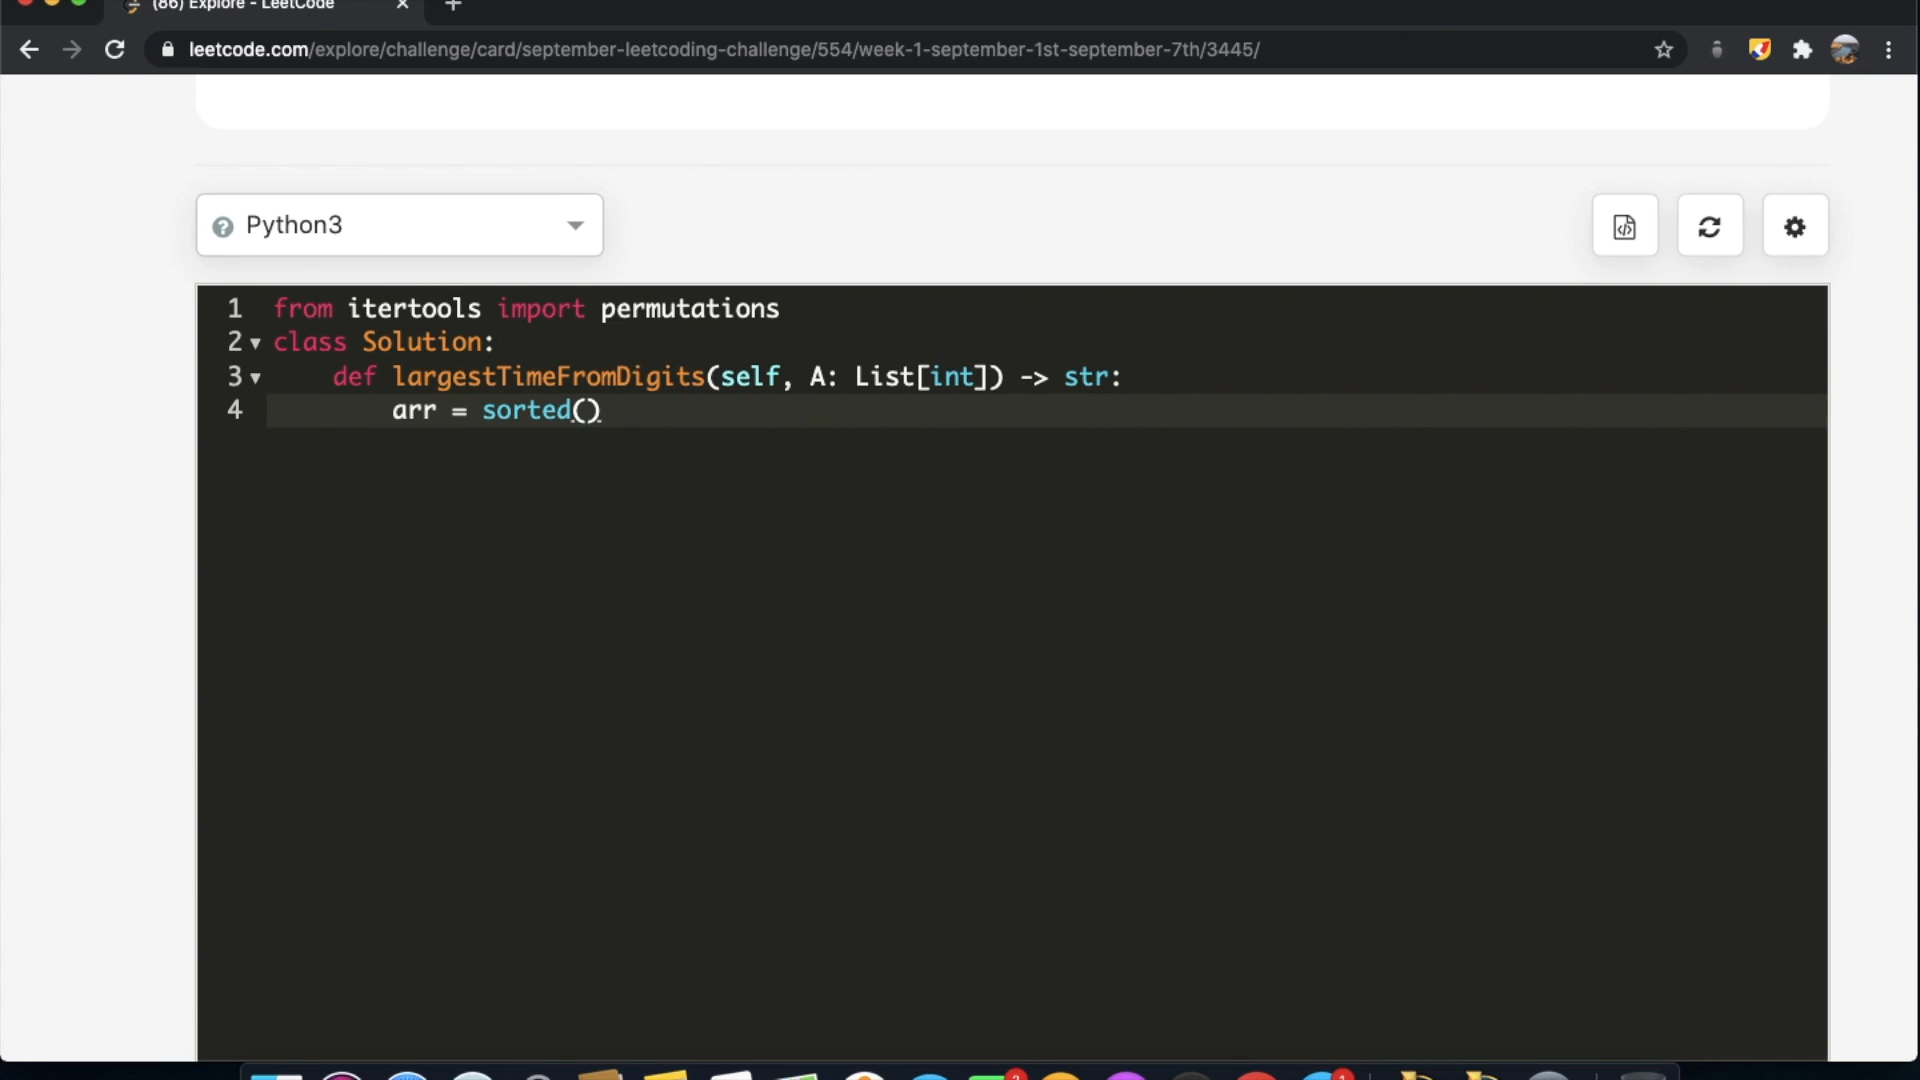 (86) Explore - LeetCode
leetcode.com/explore/challenge/card/september-leetcoding-challenge/554/week-1-september-1st-september-7th/3445/
Python3
1 from itertools import permutations
2 class Solution:
3 def largestTimeFromDigits(self, A: List[int]) -> str:
4 arr = sorted()